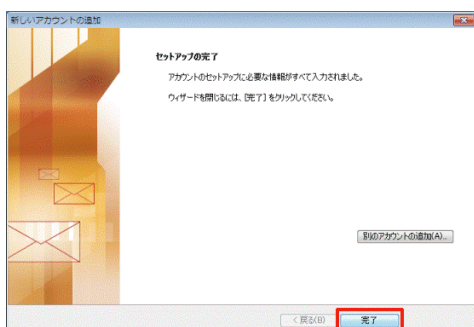 新しいアカウントの追加
セットアップの完了
アカウントのセットアップに必要な情報がすべて入力されました。
ウィザードを閉じるには、[完了] をクリックしてください。
別のアカウントの追加(A)...
< 戻る(B)
完了